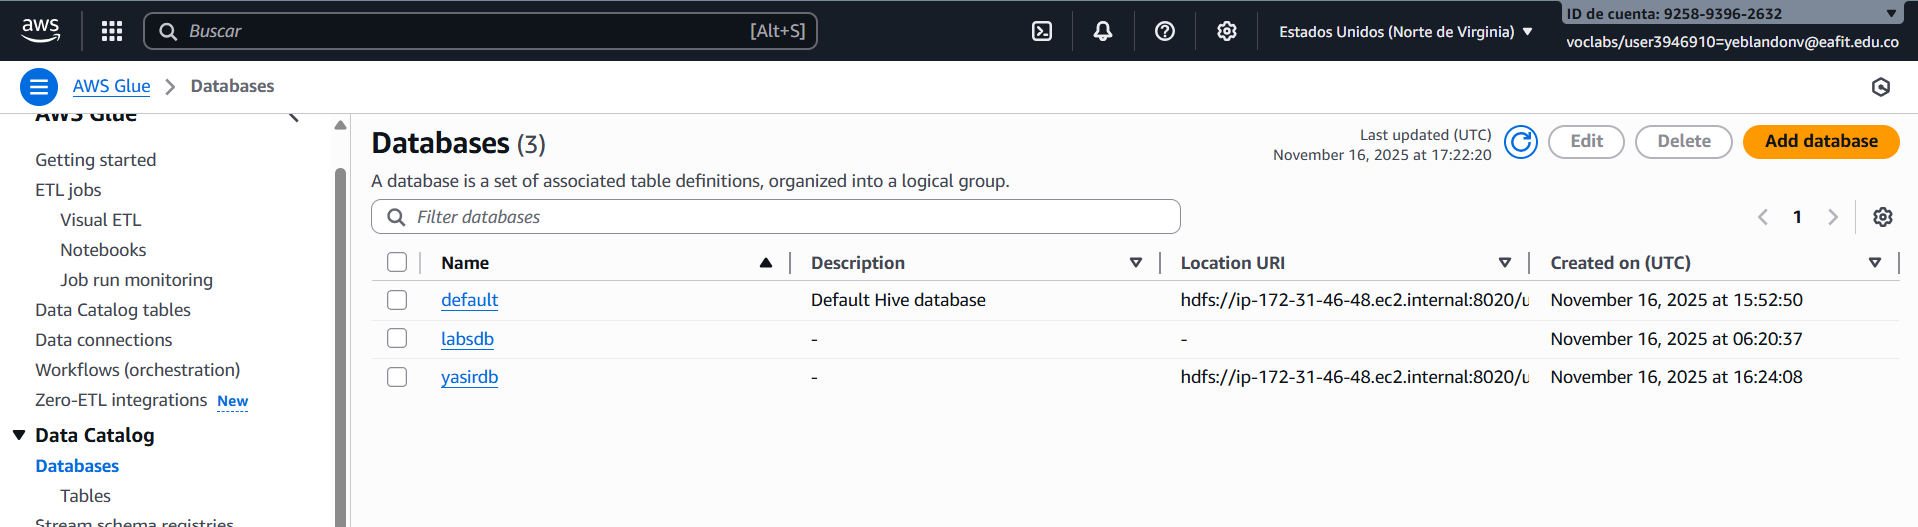 aws
Buscar
[Alt+S]
Estados Unidos (Norte de Virginia)
ID de cuenta: 9258-9396-2632
voclabs/user3946910=yeblandonv@eafit.edu.co
AWS Glue
Databases
AWS Glue
Getting started
ETL jobs
Visual ETL
Notebooks
Job run monitoring
Data Catalog tables
Data connections
Workflows (orchestration)
Zero-ETL integrations New
Data Catalog
Databases
Tables
Stream schema registries
Databases (3)
Last updated (UTC)
November 16, 2025 at 17:22:20
Edit
Delete
Add database
A database is a set of associated table definitions, organized into a logical group.
Filter databases
1
Name Description Location URI Created on (UTC)
default Default Hive database hdfs://ip-172-31-46-48.ec2.internal:8020/u November 16, 2025 at 15:52:50
labsdb - - November 16, 2025 at 06:20:37
yasirdb - hdfs://ip-172-31-46-48.ec2.internal:8020/u November 16, 2025 at 16:24:08